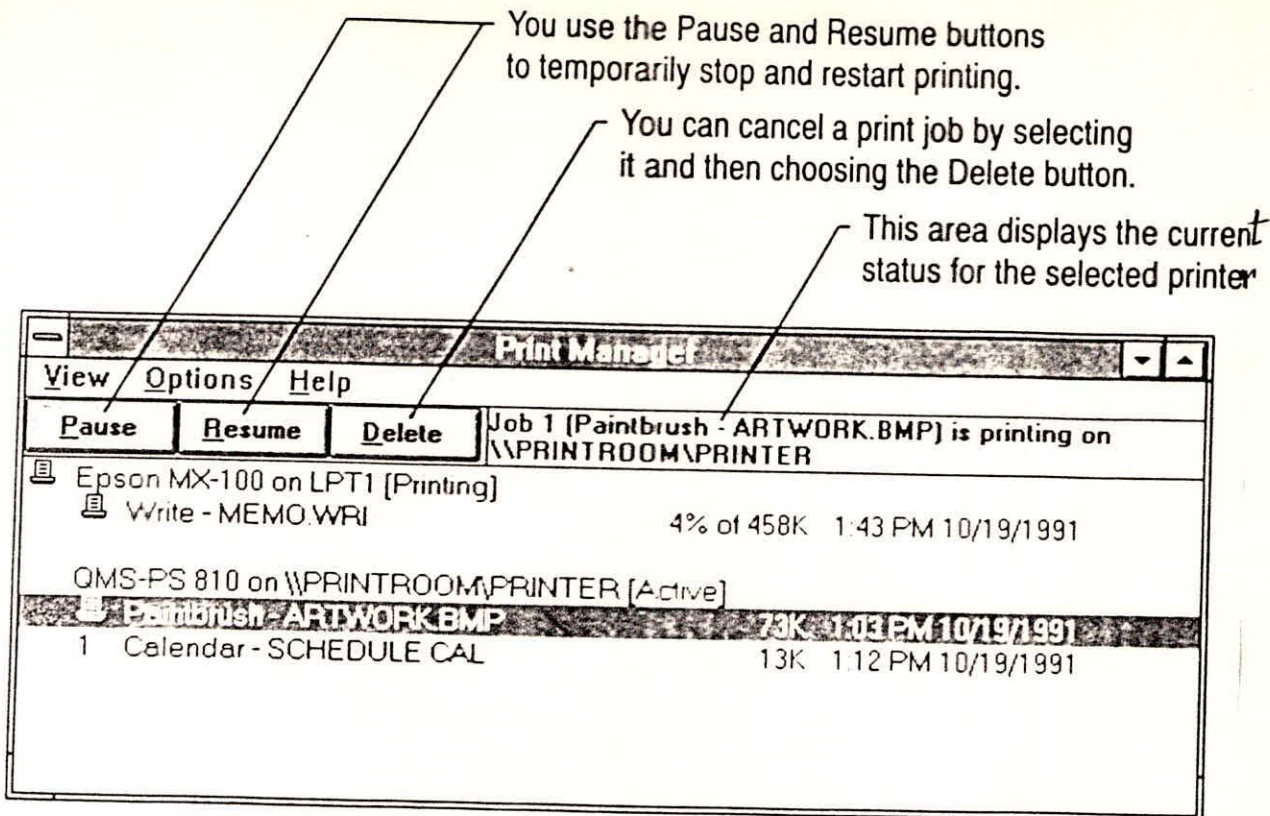 You use the Pause and Resume buttons
to temporarily stop and restart printing.
You can cancel a print job by selecting
it and then choosing the Delete button.
This area displays the current
status for the selected printer
Print Manager
View Options Help
Pause Resume Delete Job 1 (Paintbrush - ARTWORK.BMP) is printing on
\\PRINTROOM\PRINTER
Epson MX-100 on LPT1 [Printing]
Write - MEMO.WRI 4% of 458K 1:43 PM 10/19/1991
QMS-PS 810 on \\PRINTROOM\PRINTER [Active]
Paintbrush - ARTWORK.BMP 73K 1:03 PM 10/19/1991
1 Calendar - SCHEDULE CAL 13K 1:12 PM 10/19/1991